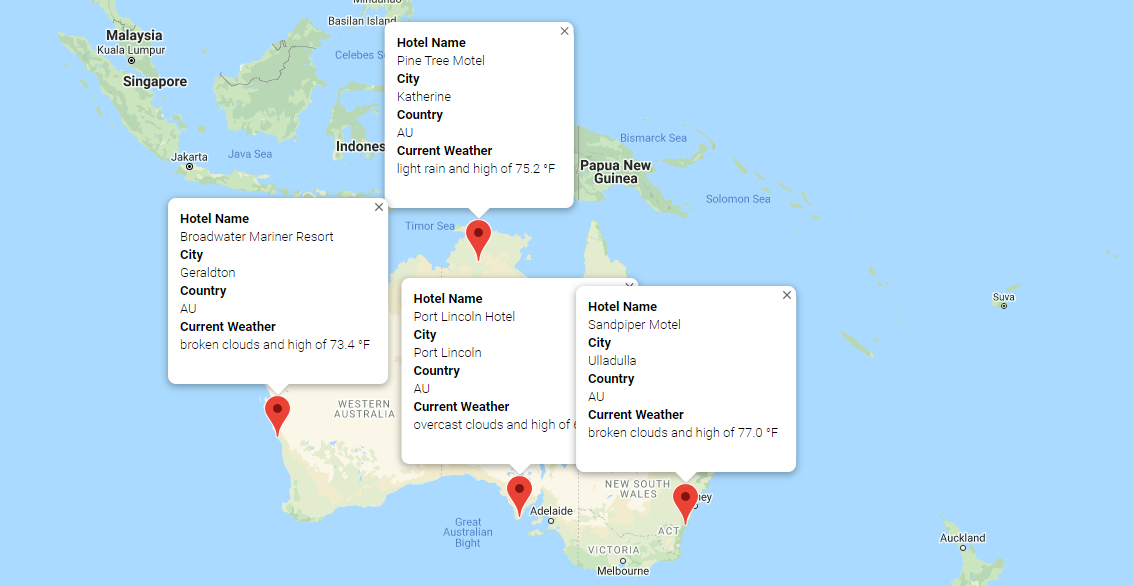 Mindanao
Basilan Island
Malaysia
Kuala Lumpur
Celebes
Singapore
Hotel Name
Pine Tree Motel
City
Katherine
Country
AU
Current Weather
light rain and high of 75.2 °F
Bismarck Sea
Indones
Java Sea
Jakarta
Papua New
Guinea
Solomon Sea
Timor Sea
Hotel Name
Broadwater Mariner Resort
City
Geraldton
Country
AU
Current Weather
broken clouds and high of 73.4 °F
Hotel Name
Port Lincoln Hotel
City
Port Lincoln
Country
AU
Current Weather
overcast clouds and high of
Hotel Name
Sandpiper Motel
City
Ulladulla
Country
AU
Current Weather
broken clouds and high of 77.0 °F
Suva
WESTERN
AUSTRALIA
NEW SOUTH
WALES
ney
Adelaide
Great
Australian
Bight
ACT
VICTORIA
Melbourne
Auckland